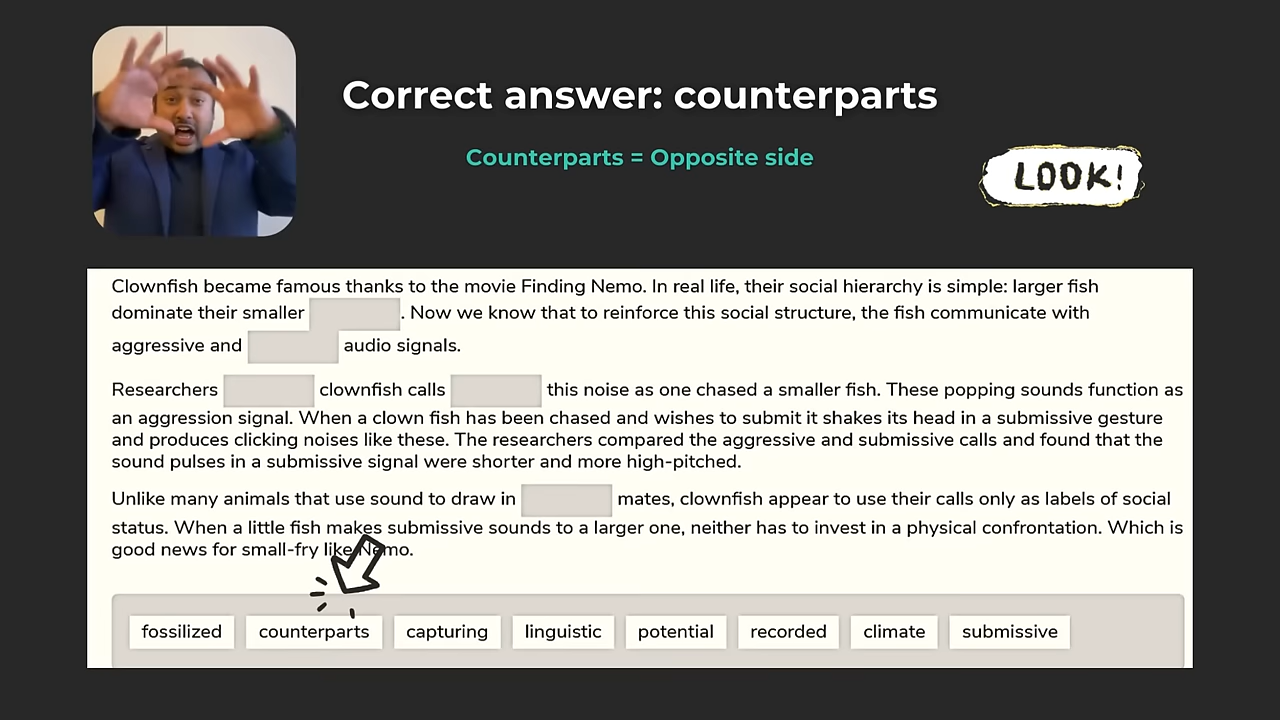 Correct answer: counterparts
Counterparts = Opposite side
LOOK!
Clownfish became famous thanks to the movie Finding Nemo. In real life, their social hierarchy is simple: larger fish
dominate their smaller . Now we know that to reinforce this social structure, the fish communicate with
aggressive and audio signals.
Researchers clownfish calls this noise as one chased a smaller fish. These popping sounds function as
an aggression signal. When a clown fish has been chased and wishes to submit it shakes its head in a submissive gesture
and produces clicking noises like these. The researchers compared the aggressive and submissive calls and found that the
sound pulses in a submissive signal were shorter and more high-pitched.
Unlike many animals that use sound to draw in mates, clownfish appear to use their calls only as labels of social
status. When a little fish makes submissive sounds to a larger one, neither has to invest in a physical confrontation. Which is
good news for small-fry like Nemo.
fossilized counterparts capturing linguistic potential recorded climate submissive